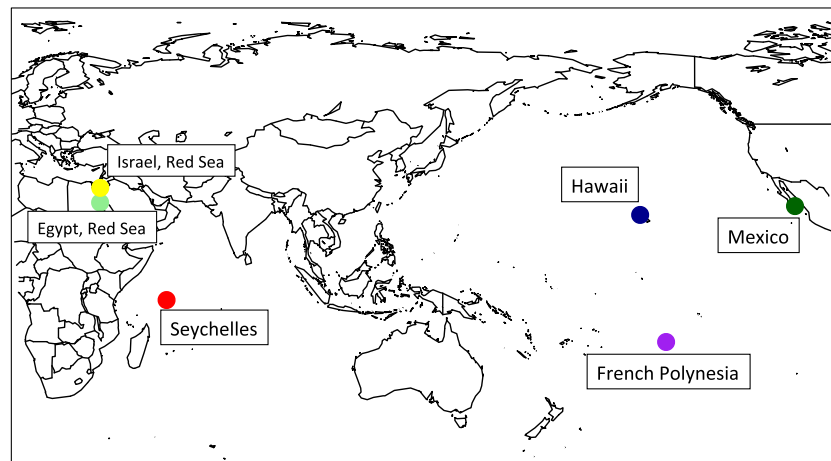 Israel, Red Sea
Hawaii
Egypt, Red Sea
Mexico
Seychelles
French Polynesia